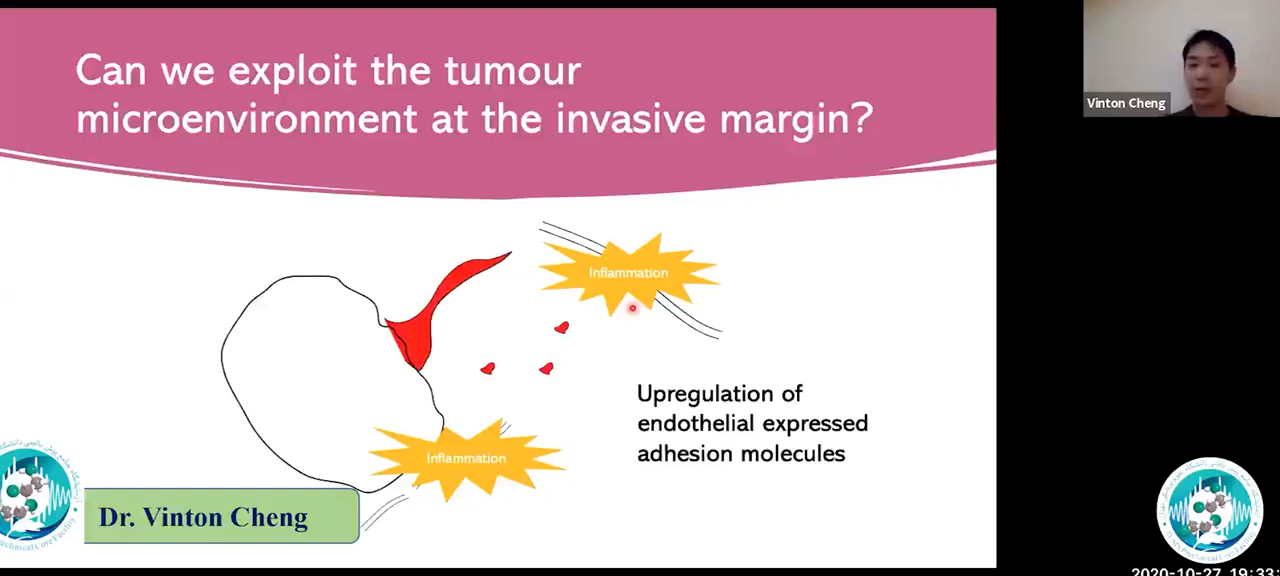 Can we exploit the tumour
microenvironment at the invasive margin?
Vinton Cheng
Inflammation
Upregulation of
endothelial expressed
adhesion molecules
Inflammation
Dr. Vinton Cheng
2020-10-27 19:33: